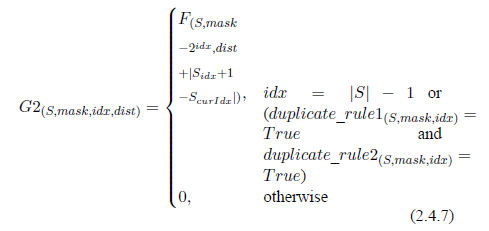 F(S,mask
−2^idx,dist
+|S_idx+1
−S_curIdx|), idx = |S| − 1 or
G2(S,mask,idx,dist) = { (duplicate_rule1(S,mask,idx) =
True and
duplicate_rule2(S,mask,idx) =
True)
0, otherwise
(2.4.7)